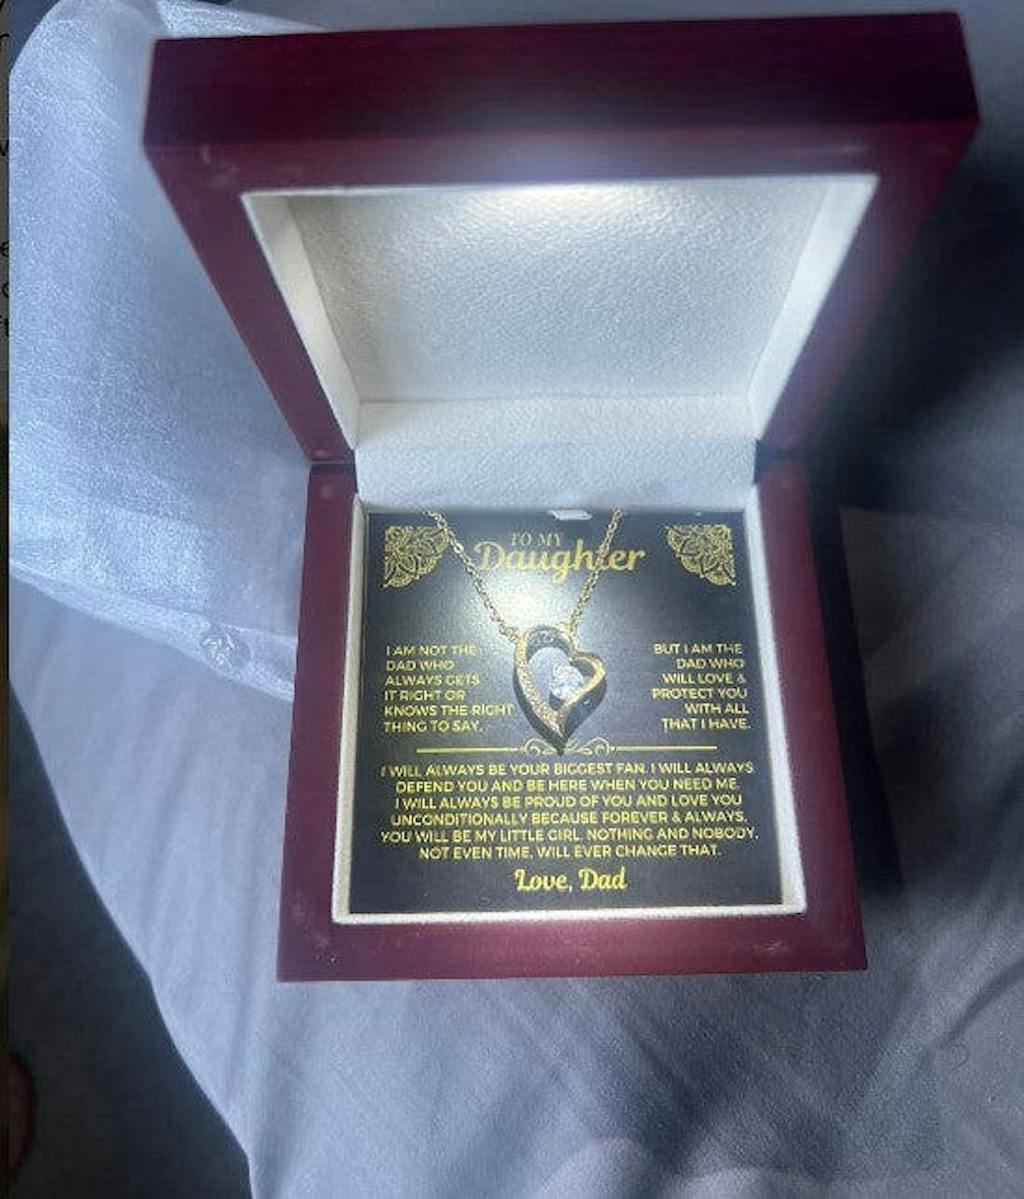 TO MY
Daughter
I AM NOT THE
DAD WHO
ALWAYS GETS
IT RIGHT OR
KNOWS THE RIGHT
THING TO SAY.
BUT I AM THE
DAD WHO
WILL LOVE &
PROTECT YOU
WITH ALL
THAT I HAVE.
I WILL ALWAYS BE YOUR BIGGEST FAN. I WILL ALWAYS
DEFEND YOU AND BE HERE WHEN YOU NEED ME.
I WILL ALWAYS BE PROUD OF YOU AND LOVE YOU
UNCONDITIONALLY BECAUSE FOREVER & ALWAYS,
YOU WILL BE MY LITTLE GIRL. NOTHING AND NOBODY,
NOT EVEN TIME, WILL EVER CHANGE THAT.
Love, Dad